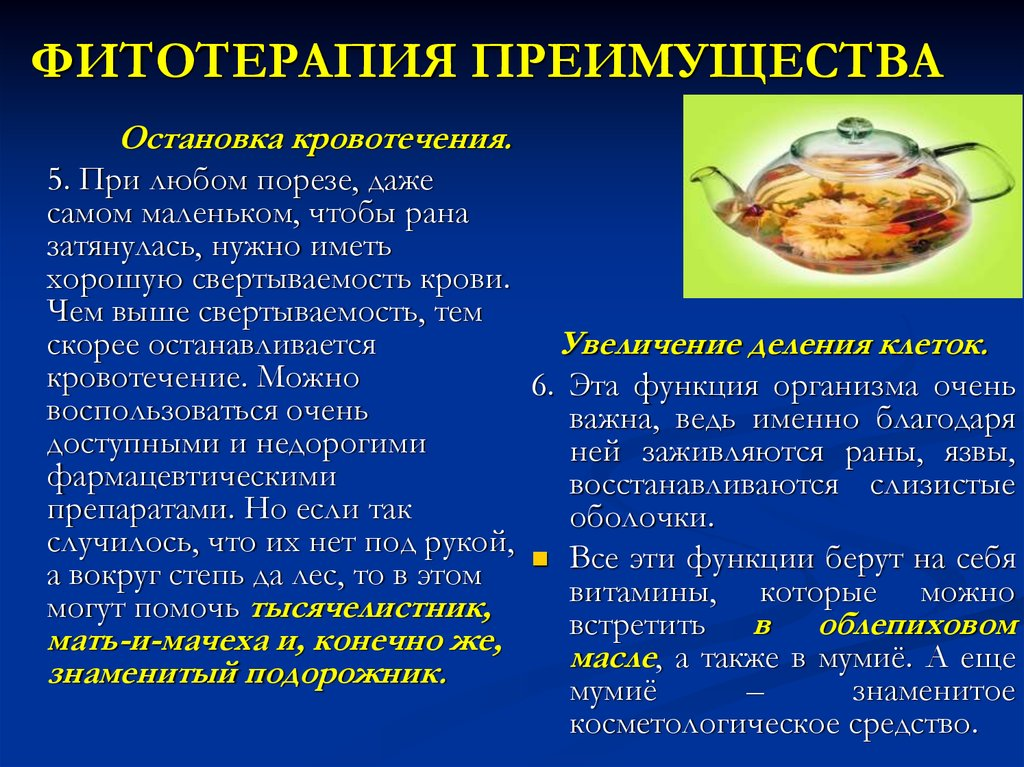 ФИТОТЕРАПИЯ ПРЕИМУЩЕСТВА
Остановка кровотечения.
5. При любом порезе, даже
самом маленьком, чтобы рана
затянулась, нужно иметь
хорошую свертываемость крови.
Чем выше свертываемость, тем
скорее останавливается
кровотечение. Можно
воспользоваться очень
доступными и недорогими
фармацевтическими
препаратами. Но если так
случилось, что их нет под рукой,
а вокруг степь да лес, то в этом
могут помочь тысячелистник,
мать-и-мачеха и, конечно же,
знаменитый подорожник.
Увеличение деления клеток.
6. Эта функция организма очень
важна, ведь именно благодаря
ней заживляются раны, язвы,
восстанавливаются слизистые
оболочки.
Все эти функции берут на себя
витамины, которые можно
встретить в облепиховом
масле, а также в мумиё. А еще
мумиё – знаменитое
косметологическое средство.